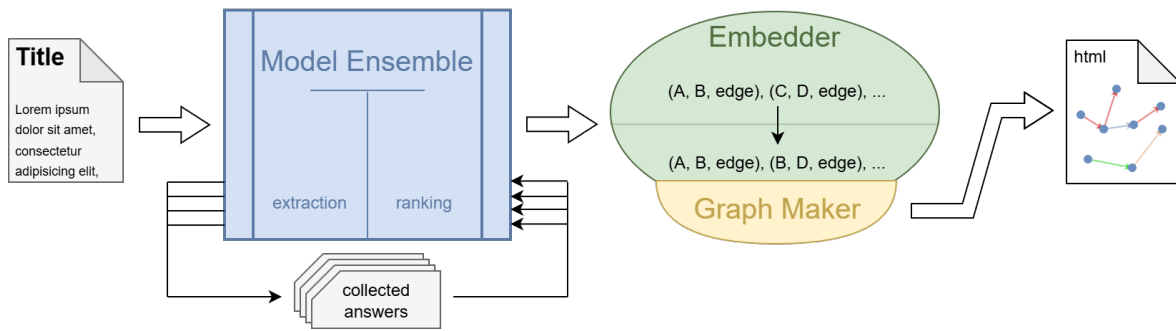 Title
Lorem ipsum
dolor sit amet,
consectetur
adipisicing elit,
Model Ensemble
extraction
ranking
collected
answers
Embedder
(A, B, edge), (C, D, edge), ...
(A, B, edge), (B, D, edge), ...
Graph Maker
html